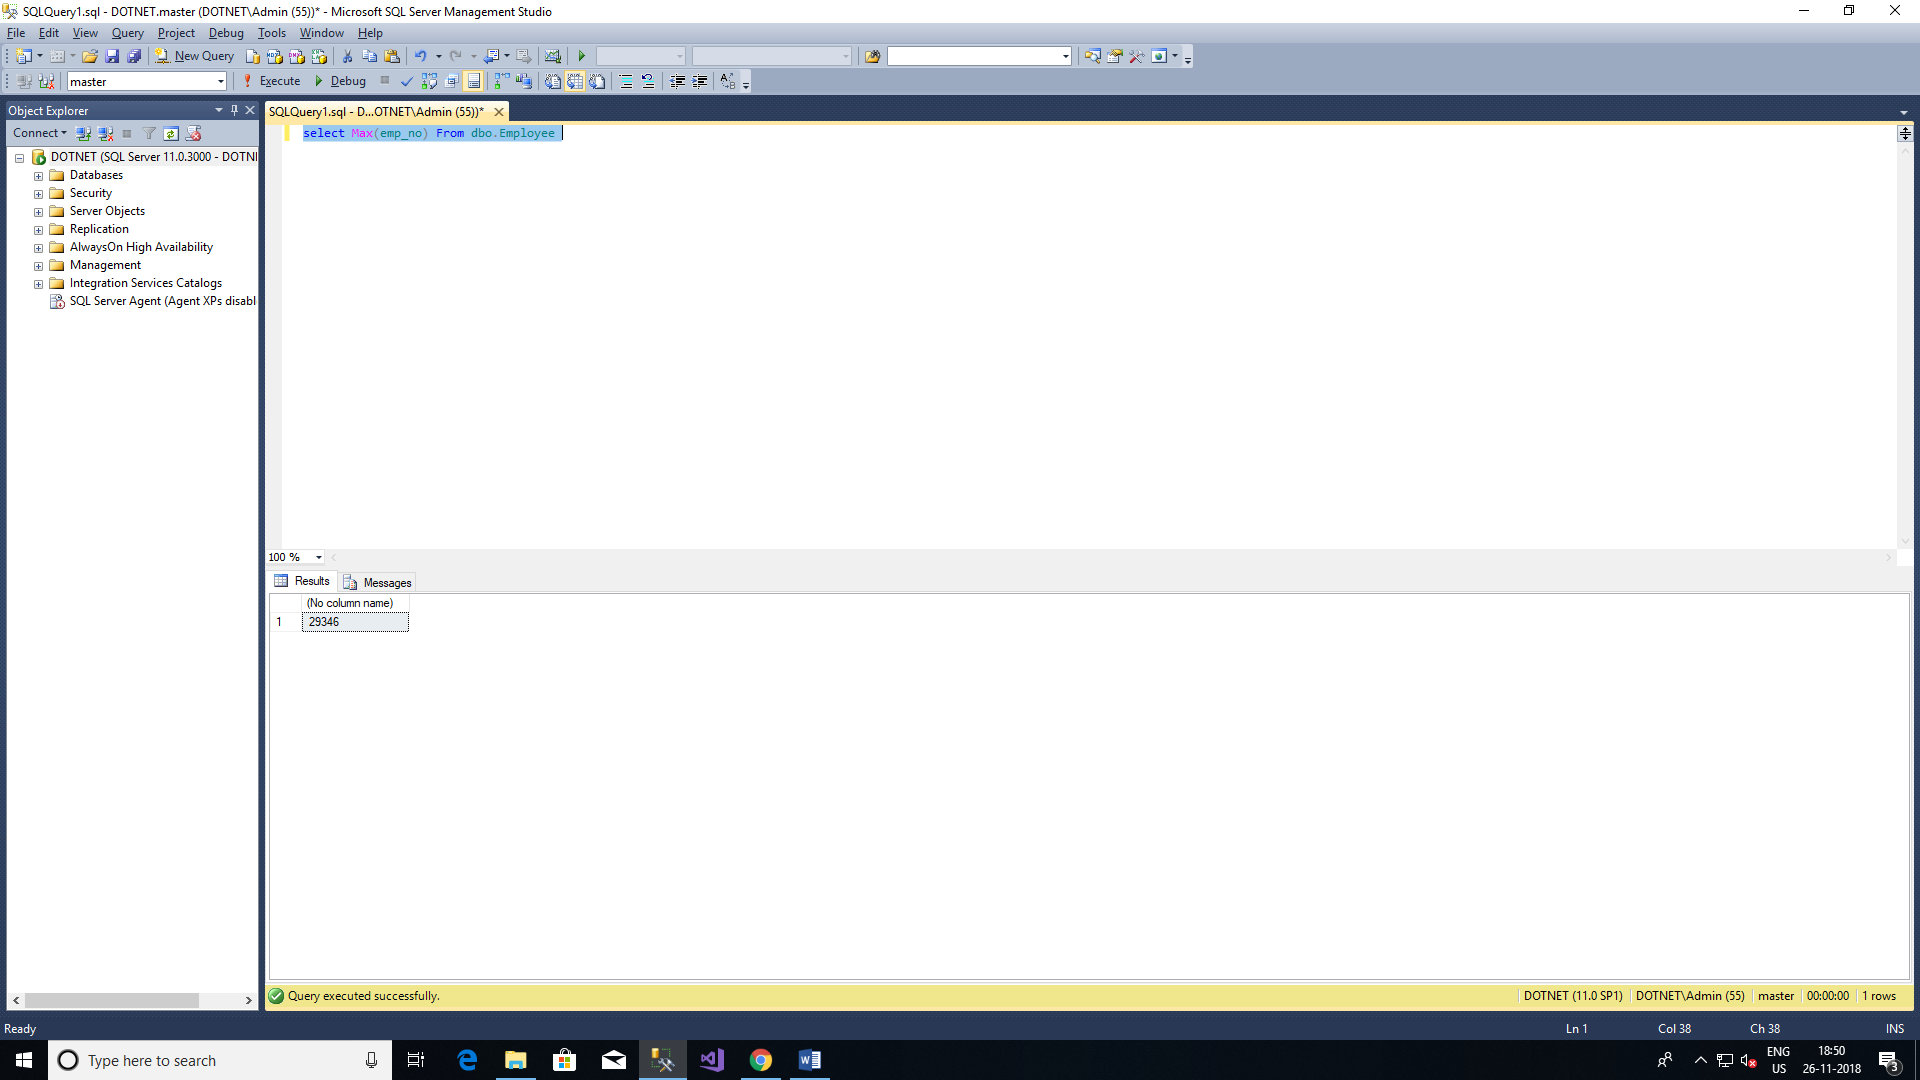 SQLQuery1.sql - DOTNET.master (DOTNET\Admin (55))* - Microsoft SQL Server Management Studio
File Edit View Query Project Debug Tools Window Help
New Query
master Execute Debug
Object Explorer
Connect
DOTNET (SQL Server 11.0.3000 - DOTNI
Databases
Security
Server Objects
Replication
AlwaysOn High Availability
Management
Integration Services Catalogs
SQL Server Agent (Agent XPs disabl
SQLQuery1.sql - D...OTNET\Admin (55))*
select Max(emp_no) From dbo.Employee
100 %
Results Messages
(No column name)
1 29346
Query executed successfully.
DOTNET (11.0 SP1) DOTNET\Admin (55) master 00:00:00 1 rows
Ready Ln 1 Col 38 Ch 38 INS
Type here to search
ENG
US
18:50
26-11-2018
3